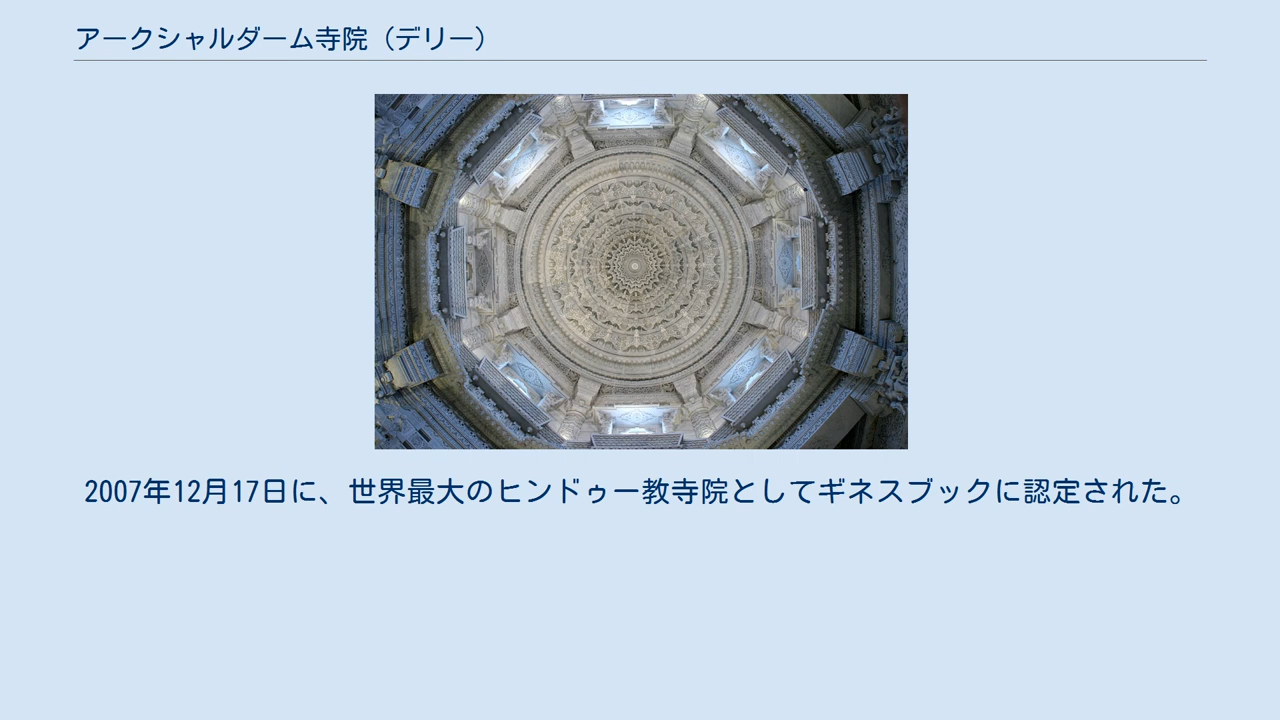 アークシャルダーム寺院（デリー）
2007年12月17日に、世界最大のヒンドゥー教寺院としてギネスブックに認定された。